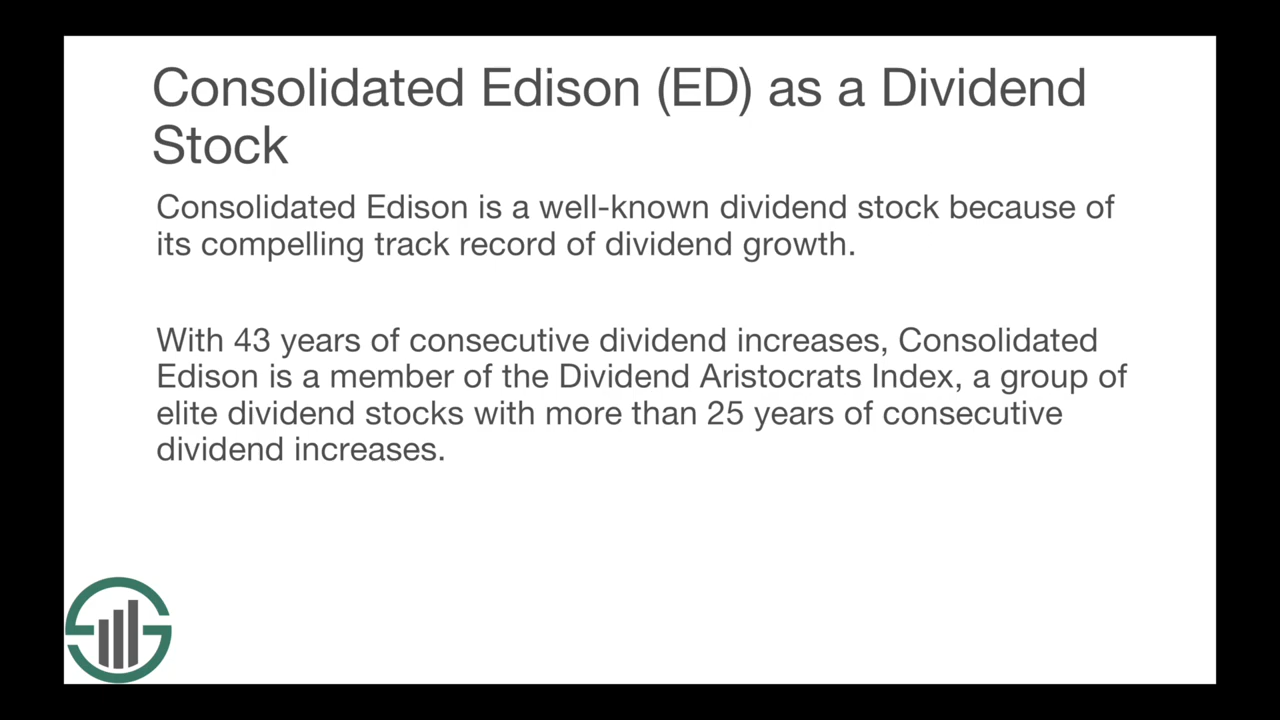 Consolidated Edison (ED) as a Dividend
Stock
Consolidated Edison is a well-known dividend stock because of
its compelling track record of dividend growth.
With 43 years of consecutive dividend increases, Consolidated
Edison is a member of the Dividend Aristocrats Index, a group of
elite dividend stocks with more than 25 years of consecutive
dividend increases.